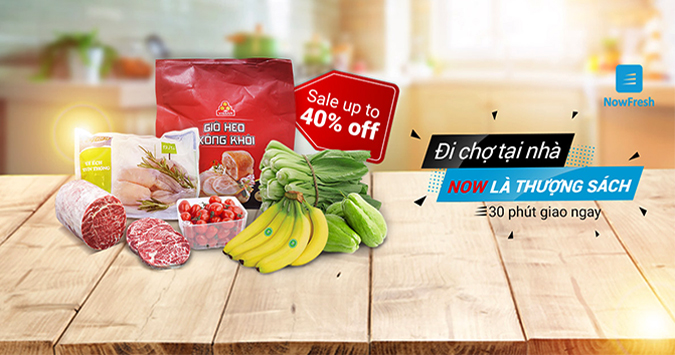 Sale up to
40% off
GIÒ HEO
XÔNG KHÓI
NowFresh
Đi chợ tại nhà
NOW LÀ THƯỢNG SÁCH
30 phút giao ngay